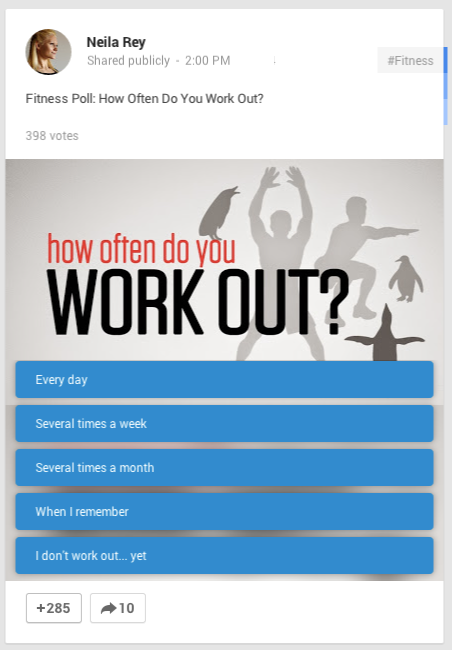 Neila Rey
Shared publicly - 2:00 PM
#Fitness
Fitness Poll: How Often Do You Work Out?
398 votes
how often do you
WORK OUT?
Every day
Several times a week
Several times a month
When I remember
I don't work out... yet
+285
10